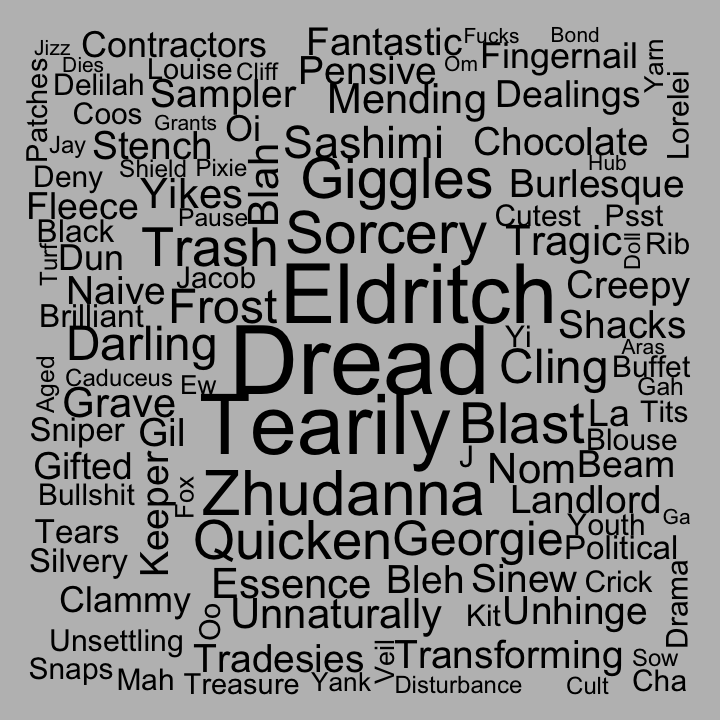 Jizz
Contractors
Fantastic
Fucks
Bond
Dies
Louise
Cliff
Pensive
Om
Fingernail
Yarn
Patches
Delilah
Sampler
Mending
Dealings
Lorelei
Coos
Grants
Oi
Jay
Stench
Sashimi
Chocolate
Shield
Pixie
Blah
Giggles
Hub
Deny
Yikes
Burlesque
Fleece
Pause
Cutest
Psst
Black
Trash
Sorcery
Tragic
Doll
Rib
Turf
Dun
Jacob
Eldritch
Creepy
Naive
Frost
Brilliant
Shacks
Darling
Dread
Yi
Aras
Cling
Buffet
Aged
Caduceus
Ew
Gah
Grave
Tearily
Blast
La
Tits
Sniper
Gil
Blouse
J
Gifted
Nom
Beam
Keeper
Fox
Bullshit
Zhudanna
Landlord
Tears
Youth
Ga
Quicken
Georgie
Political
Silvery
Essence
Bleh
Sinew
Crick
Drama
Clammy
Oo
Unnaturally
Kit
Unhinge
Unsettling
Tradesies
Veil
Transforming
Sow
Snaps
Mah
Treasure
Yank
Disturbance
Cult
Cha